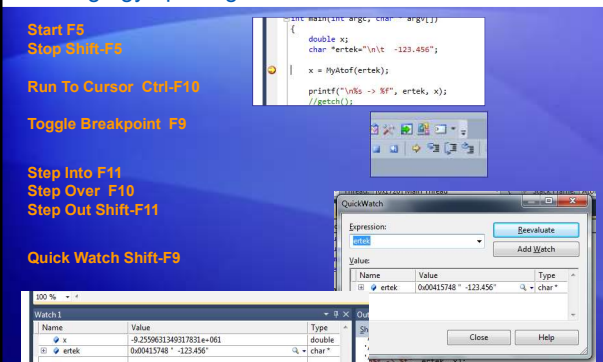 Start F5
Stop Shift-F5
Run To Cursor Ctrl-F10
Toggle Breakpoint F9
Step Into F11
Step Over F10
Step Out Shift-F11
Quick Watch Shift-F9
int main(int argc, char * argv[])
{
double x;
char *ertek="\n\t -123.456";
x = MyAtof(ertek);
printf("\n%s -> %f", ertek, x);
//getch();
QuickWatch
Expression:
ertek
Reevaluate
Add Watch
Value:
Name Value Type
ertek 0x00415748 " -123.456" char *
Close Help
100 %
Watch 1
Name Value Type
x -9.2559631349317831e+061 double
ertek 0x00415748 " -123.456" char *